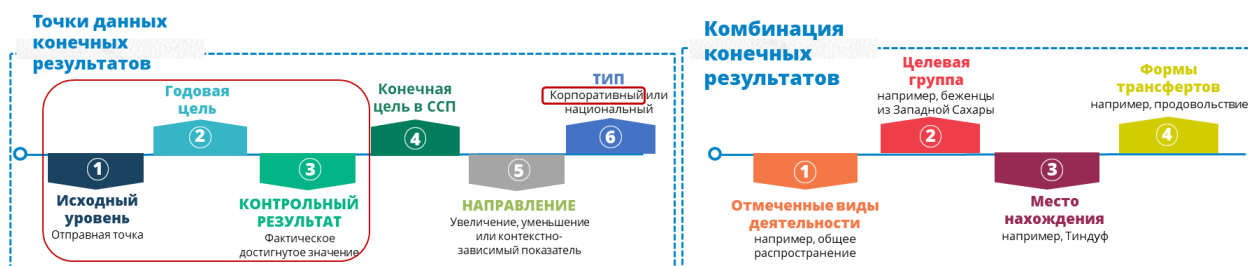 Точки данных
конечных
результатов
Исходный
уровень
Отправная точка
1
Годовая
цель
2
3
КОНТРОЛЬНЫЙ
РЕЗУЛЬТАТ
Фактическое
достигнутое значение
Конечная
цель в ССП
4
5
НАПРАВЛЕНИЕ
Увеличение, уменьшение
или контекстно-
зависимый показатель
ТИП
Корпоративный или
национальный
6
Комбинация
конечных
результатов
1
Отмеченные виды
деятельности
например, общее
распространение
Целевая
группа
например, беженцы
из Западной Сахары
2
3
Место
нахождения
например, Тиндуф
Формы
трансфертов
например, продовольствие
4